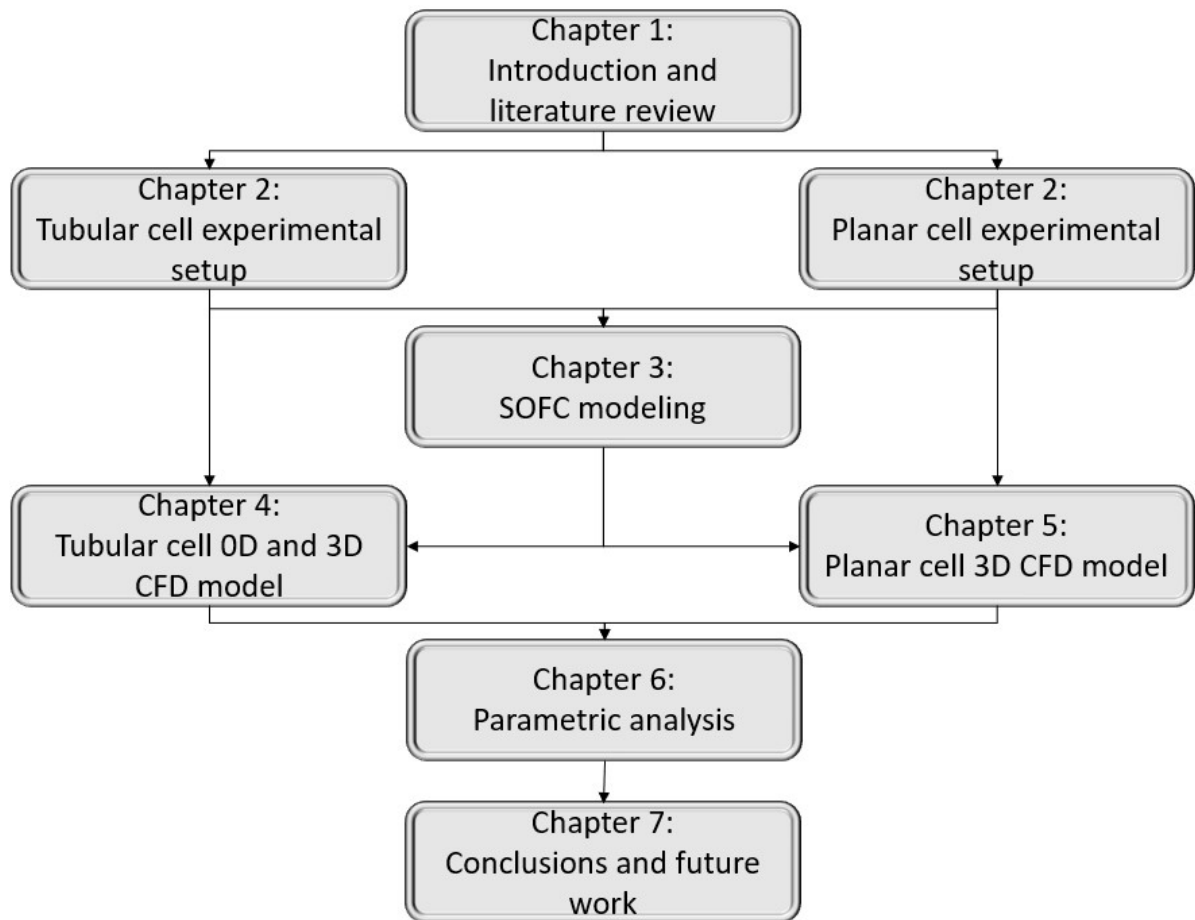 Chapter 1:
Introduction and
literature review
Chapter 2:
Tubular cell experimental
setup
Chapter 2:
Planar cell experimental
setup
Chapter 3:
SOFC modeling
Chapter 4:
Tubular cell 0D and 3D
CFD model
Chapter 5:
Planar cell 3D CFD model
Chapter 6:
Parametric analysis
Chapter 7:
Conclusions and future
work